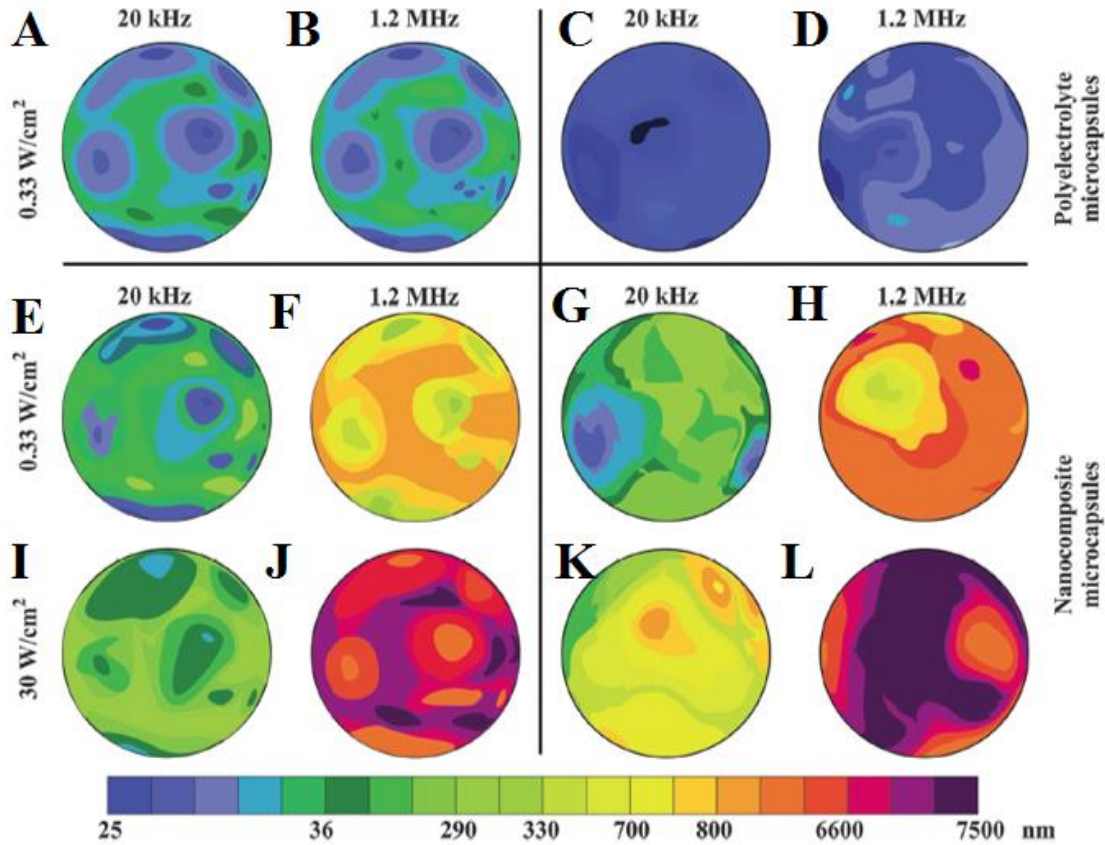 A 20 kHz B 1.2 MHz C 20 kHz D 1.2 MHz
0.33 W/cm²
Polyelectrolyte
microcapsules
E 20 kHz F 1.2 MHz G 20 kHz H 1.2 MHz
0.33 W/cm²
I J K L
30 W/cm²
Nanocomposite
microcapsules
25 36 290 330 700 800 6600 7500 nm